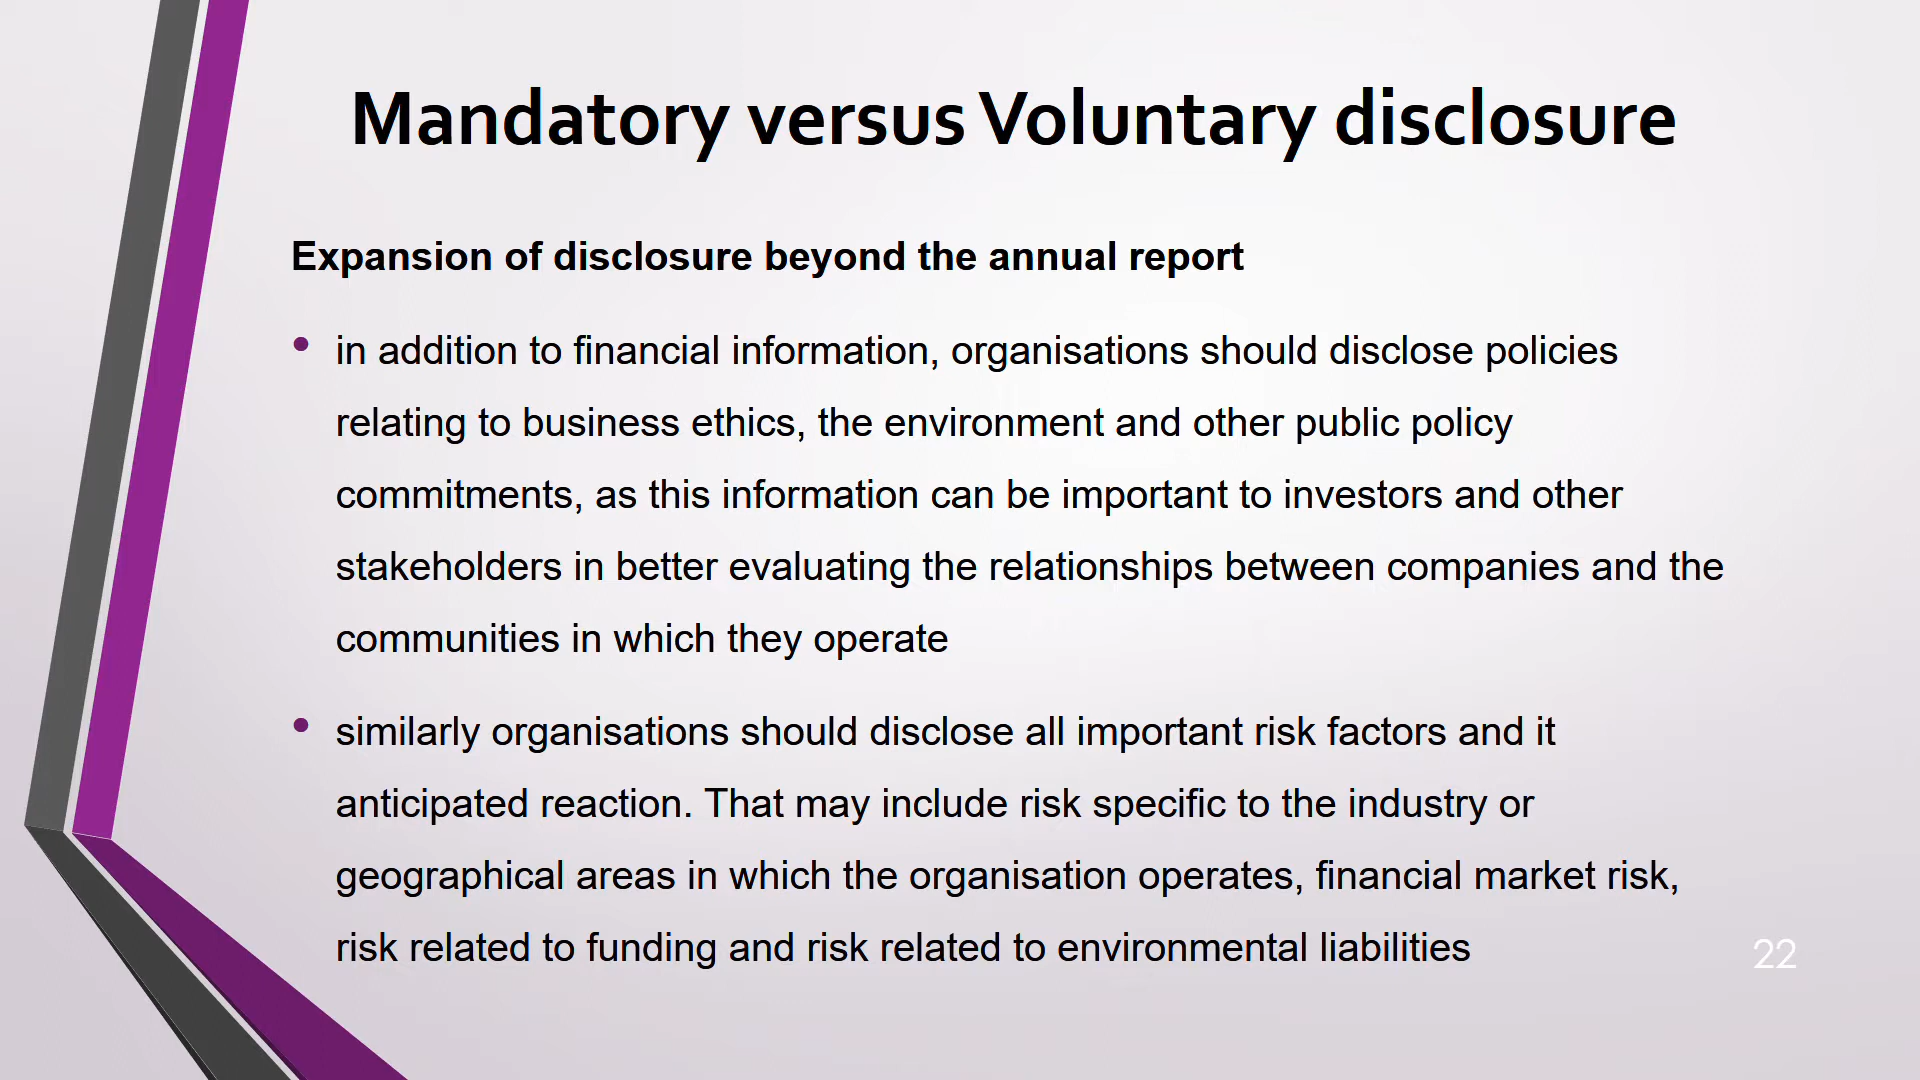 Mandatory versus Voluntary disclosure
Expansion of disclosure beyond the annual report
• in addition to financial information, organisations should disclose policies
relating to business ethics, the environment and other public policy
commitments, as this information can be important to investors and other
stakeholders in better evaluating the relationships between companies and the
communities in which they operate
• similarly organisations should disclose all important risk factors and it
anticipated reaction. That may include risk specific to the industry or
geographical areas in which the organisation operates, financial market risk,
risk related to funding and risk related to environmental liabilities
22